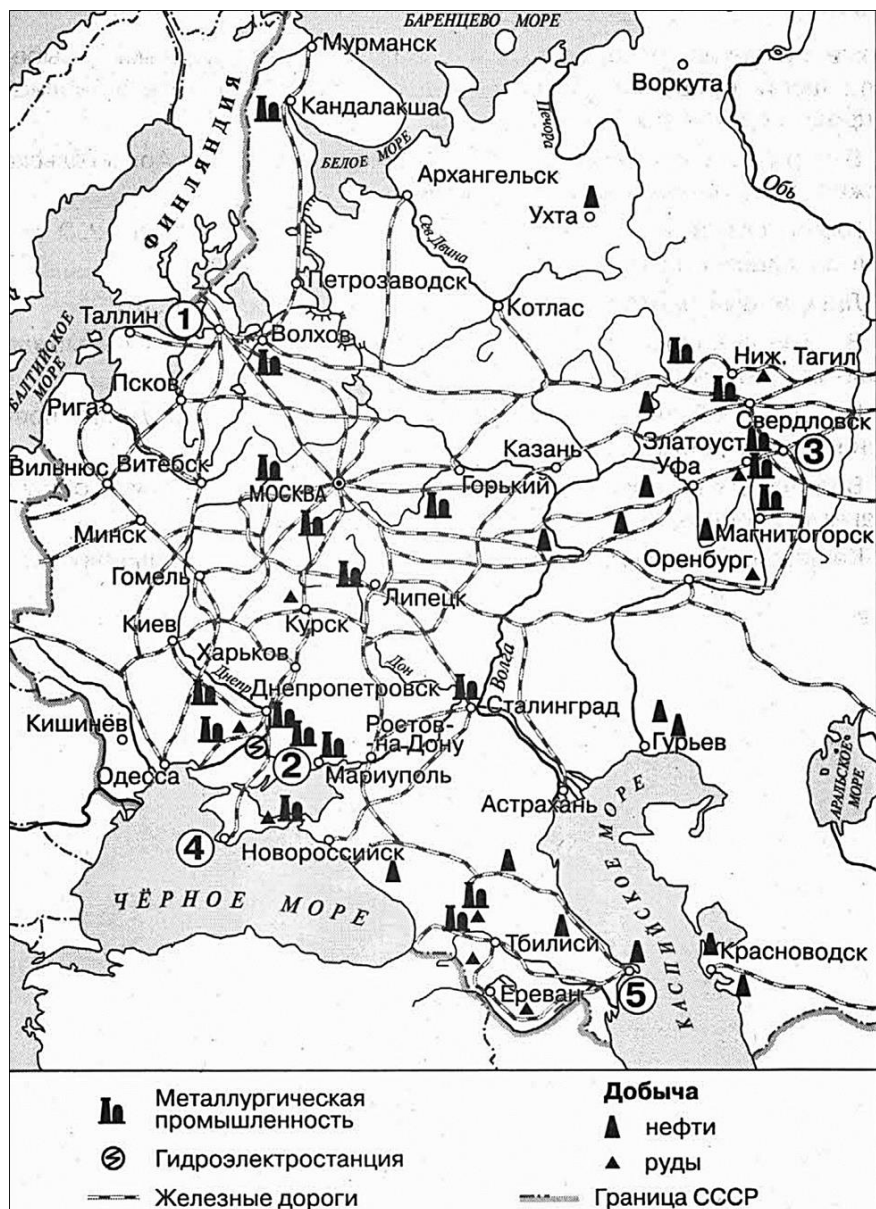 БАРЕНЦЕВО МОРЕ
Мурманск
Воркута
Кандалакша
Печора
ФИНЛЯНДИЯ
БЕЛОЕ МОРЕ
Архангельск
Обь
Ухта
Сев. Двина
Петрозаводск
Котлас
Таллин
1
Волхов
Ниж. Тагил
БАЛТИЙСКОЕ
МОРЕ
Псков
Рига
Свердловск
Казань
Златоуст
3
Вильнюс
Витебск
МОСКВА
Горький
Уфа
Минск
Магнитогорск
Оренбург
Гомель
Липецк
Киев
Курск
Харьков
Днепр
Дон
Волга
Днепропетровск
Сталинград
Кишинёв
Ростов-
-на-Дону
Гурьев
Одесса
2
Мариуполь
Астрахань
АРАЛЬСКОЕ
МОРЕ
4
Новороссийск
ЧЁРНОЕ МОРЕ
КАСПИЙСКОЕ МОРЕ
Тбилиси
Красноводск
Ереван
5
Металлургическая
промышленность
Гидроэлектростанция
Железные дороги
Добыча
нефти
руды
Граница СССР